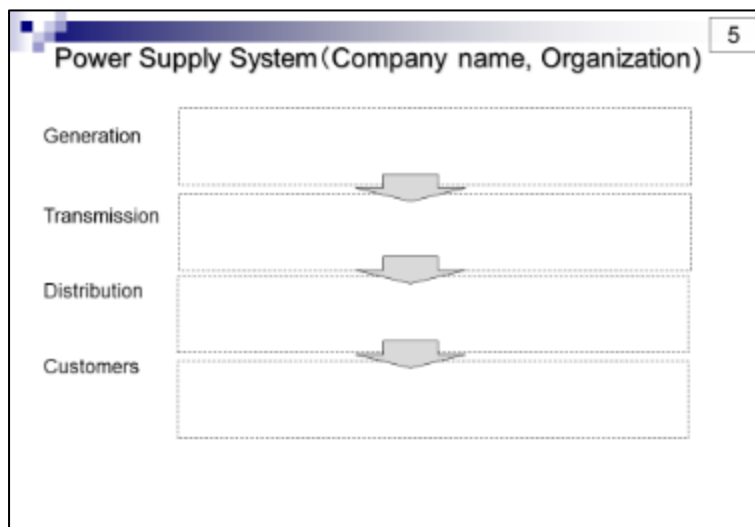 5
Power Supply System（Company name, Organization)
Generation
Transmission
Distribution
Customers